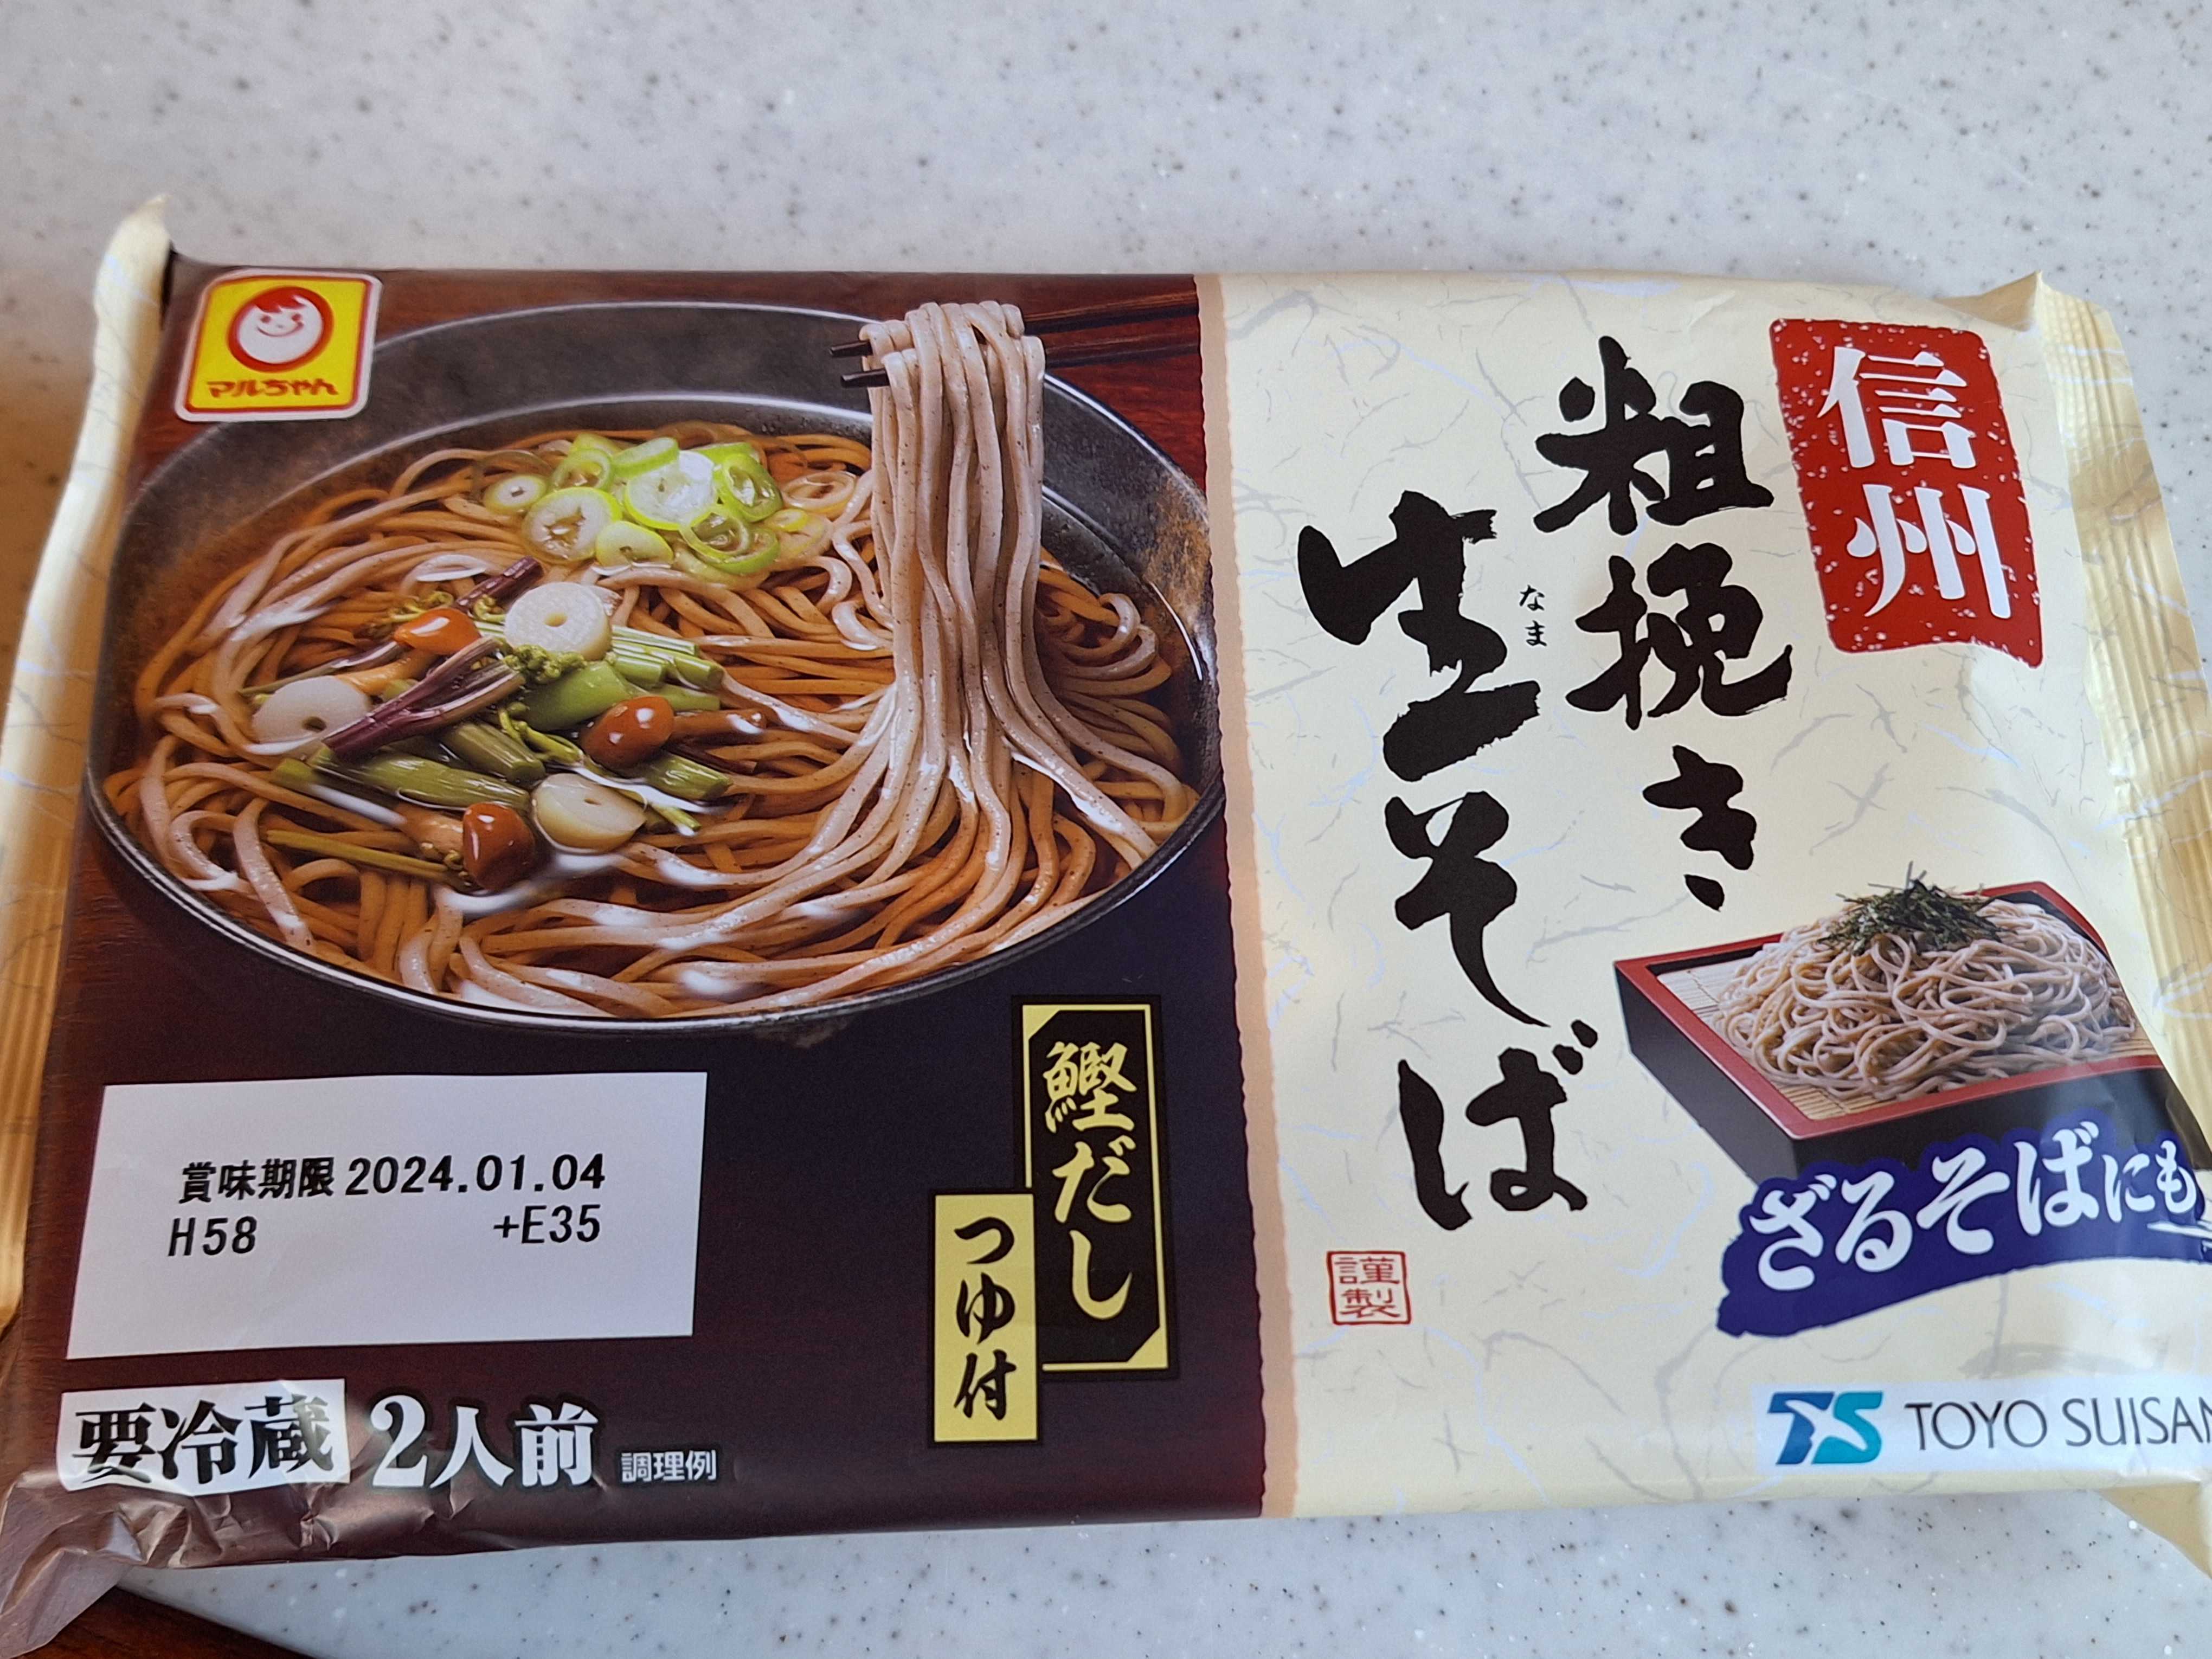 マルちゃん
信州
粗挽き
生そば
なま
鰹だし
つゆ付
謹製
ざるそばにも
賞味期限 2024.01.04
H58 +E35
要冷蔵 2人前 調理例
TS TOYO SUISAN